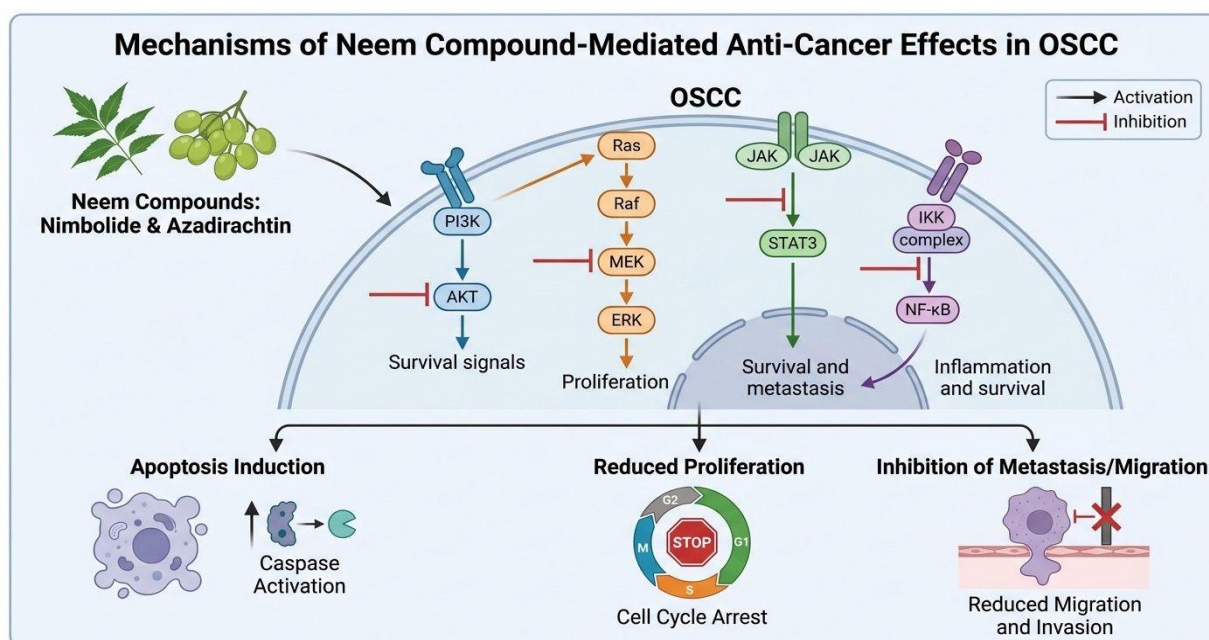 Mechanisms of Neem Compound-Mediated Anti-Cancer Effects in OSCC
Neem Compounds:
Nimbolide & Azadirachtin
OSCC
Activation
Inhibition
PI3K
AKT
Survival signals
Ras
Raf
MEK
ERK
Proliferation
JAK
JAK
STAT3
Survival and
metastasis
IKK
complex
NF-κB
Inflammation
and survival
Apoptosis Induction
Caspase
Activation
Reduced Proliferation
G2
G1
M
S
STOP
Cell Cycle Arrest
Inhibition of Metastasis/Migration
Reduced Migration
and Invasion